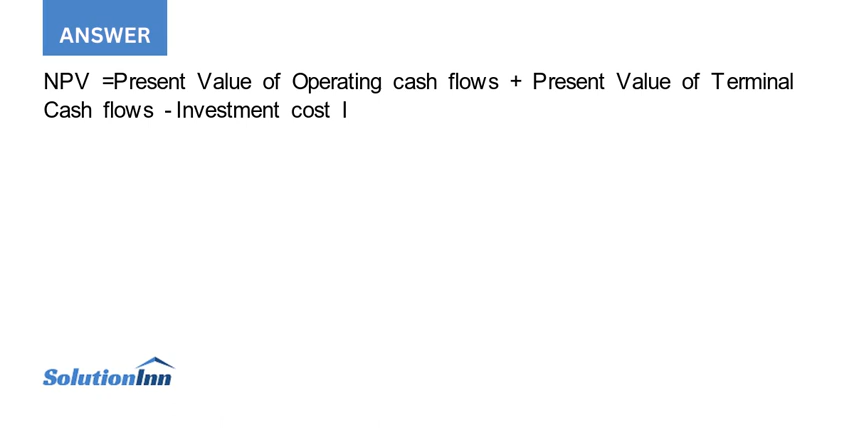 ANSWER
NPV =Present Value of Operating cash flows + Present Value of Terminal
Cash flows - Investment cost I
SolutionInn